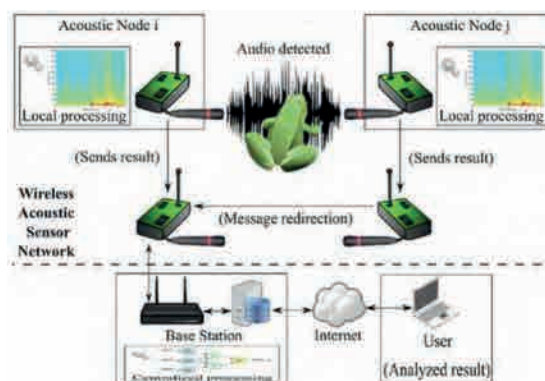 Acoustic Node i
Acoustic Node j
Audio detected
Local processing
Local processing
(Sends result)
(Sends result)
Wireless
Acoustic
Sensor
Network
(Message redirection)
Base Station
Internet
User
(Analyzed result)
processing